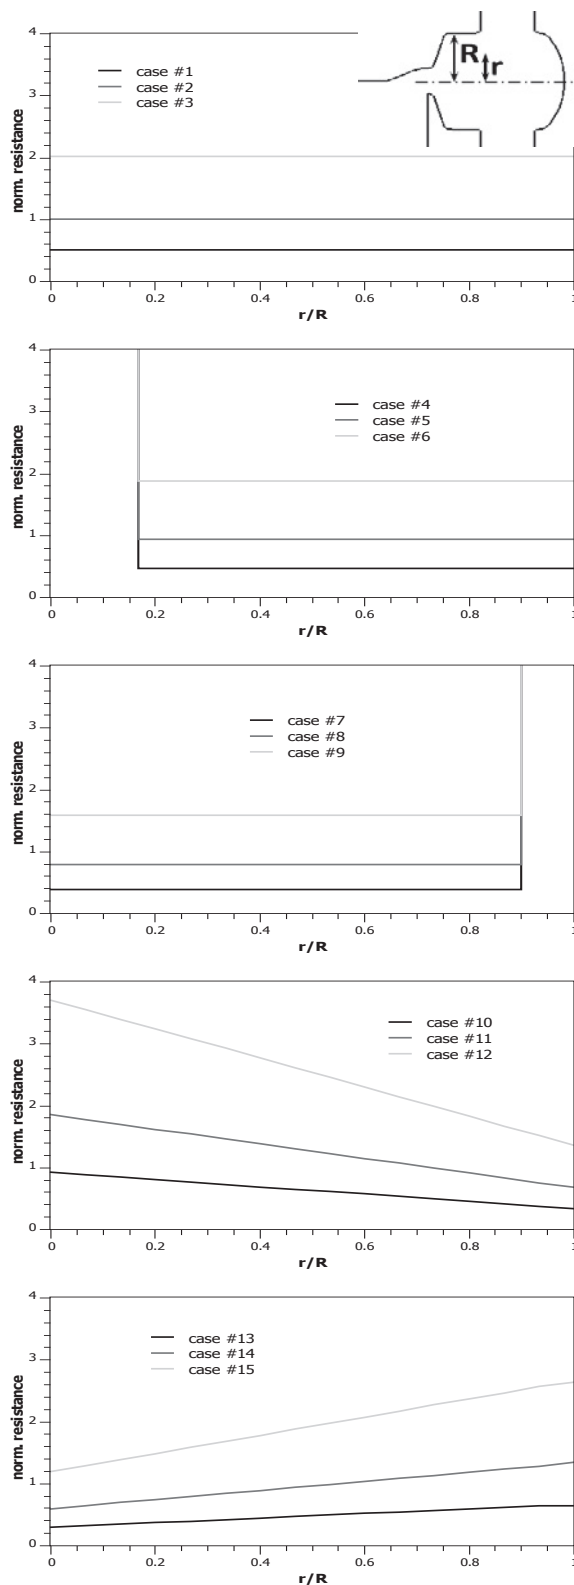 4
case #1
case #2
case #3
R
r
3
2
1
0
norm. resistance
0 0.2 0.4 0.6 0.8 1
r/R
4
case #4
case #5
case #6
3
2
1
0
norm. resistance
0 0.2 0.4 0.6 0.8 1
r/R
4
3
case #7
case #8
case #9
2
1
0
norm. resistance
0 0.2 0.4 0.6 0.8 1
r/R
4
case #10
case #11
case #12
3
2
1
0
norm. resistance
0 0.2 0.4 0.6 0.8 1
r/R
4
case #13
case #14
case #15
3
2
1
0
norm. resistance
0 0.2 0.4 0.6 0.8 1
r/R